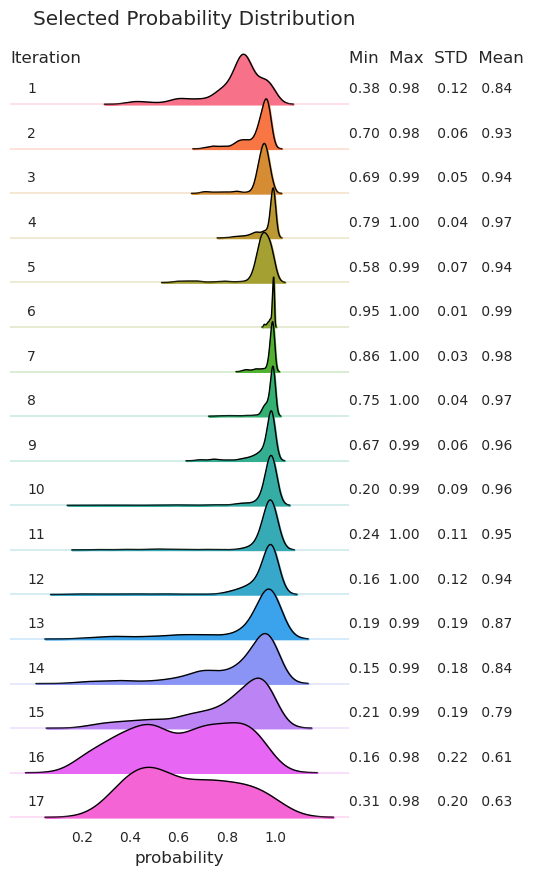 Selected Probability Distribution
Iteration Min Max STD Mean
1 0.38 0.98 0.12 0.84
2 0.70 0.98 0.06 0.93
3 0.69 0.99 0.05 0.94
4 0.79 1.00 0.04 0.97
5 0.58 0.99 0.07 0.94
6 0.95 1.00 0.01 0.99
7 0.86 1.00 0.03 0.98
8 0.75 1.00 0.04 0.97
9 0.67 0.99 0.06 0.96
10 0.20 0.99 0.09 0.96
11 0.24 1.00 0.11 0.95
12 0.16 1.00 0.12 0.94
13 0.19 0.99 0.19 0.87
14 0.15 0.99 0.18 0.84
15 0.21 0.99 0.19 0.79
16 0.16 0.98 0.22 0.61
17 0.31 0.98 0.20 0.63
0.2 0.4 0.6 0.8 1.0
probability